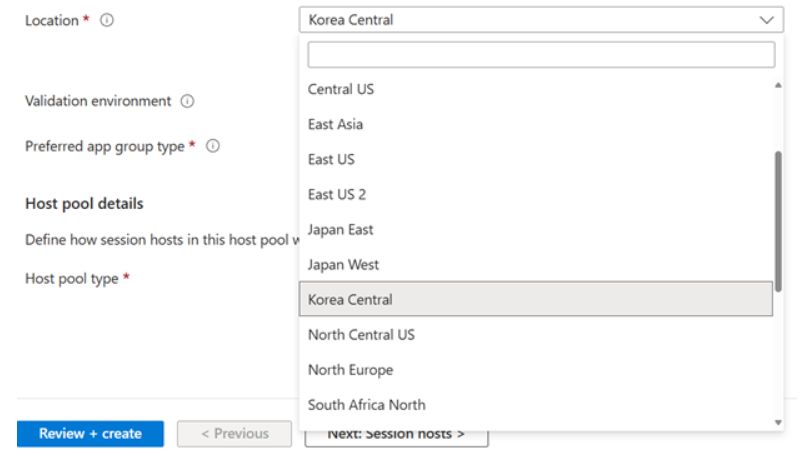 Location *
Korea Central
Central US
Validation environment
East Asia
Preferred app group type *
East US
East US 2
Host pool details
Japan East
Define how session hosts in this host pool
Japan West
Host pool type *
Korea Central
North Central US
North Europe
South Africa North
Review + create
< Previous
Next: Session hosts >